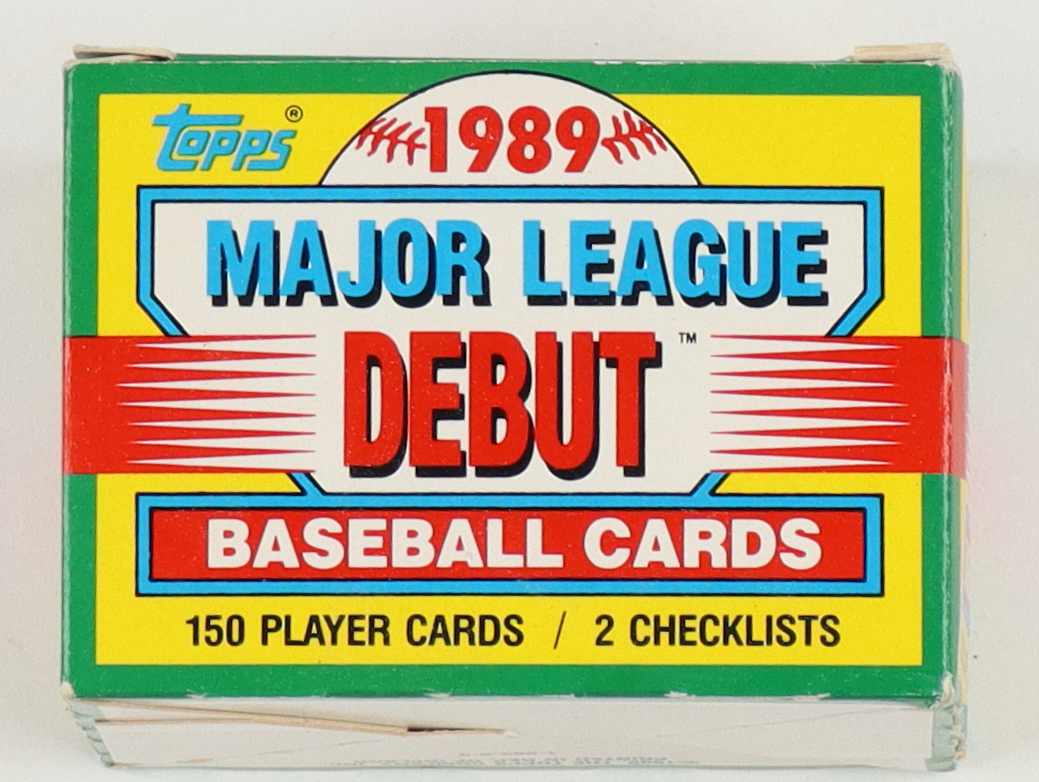 topps®
1989
MAJOR LEAGUE
DEBUT™
BASEBALL CARDS
150 PLAYER CARDS / 2 CHECKLISTS